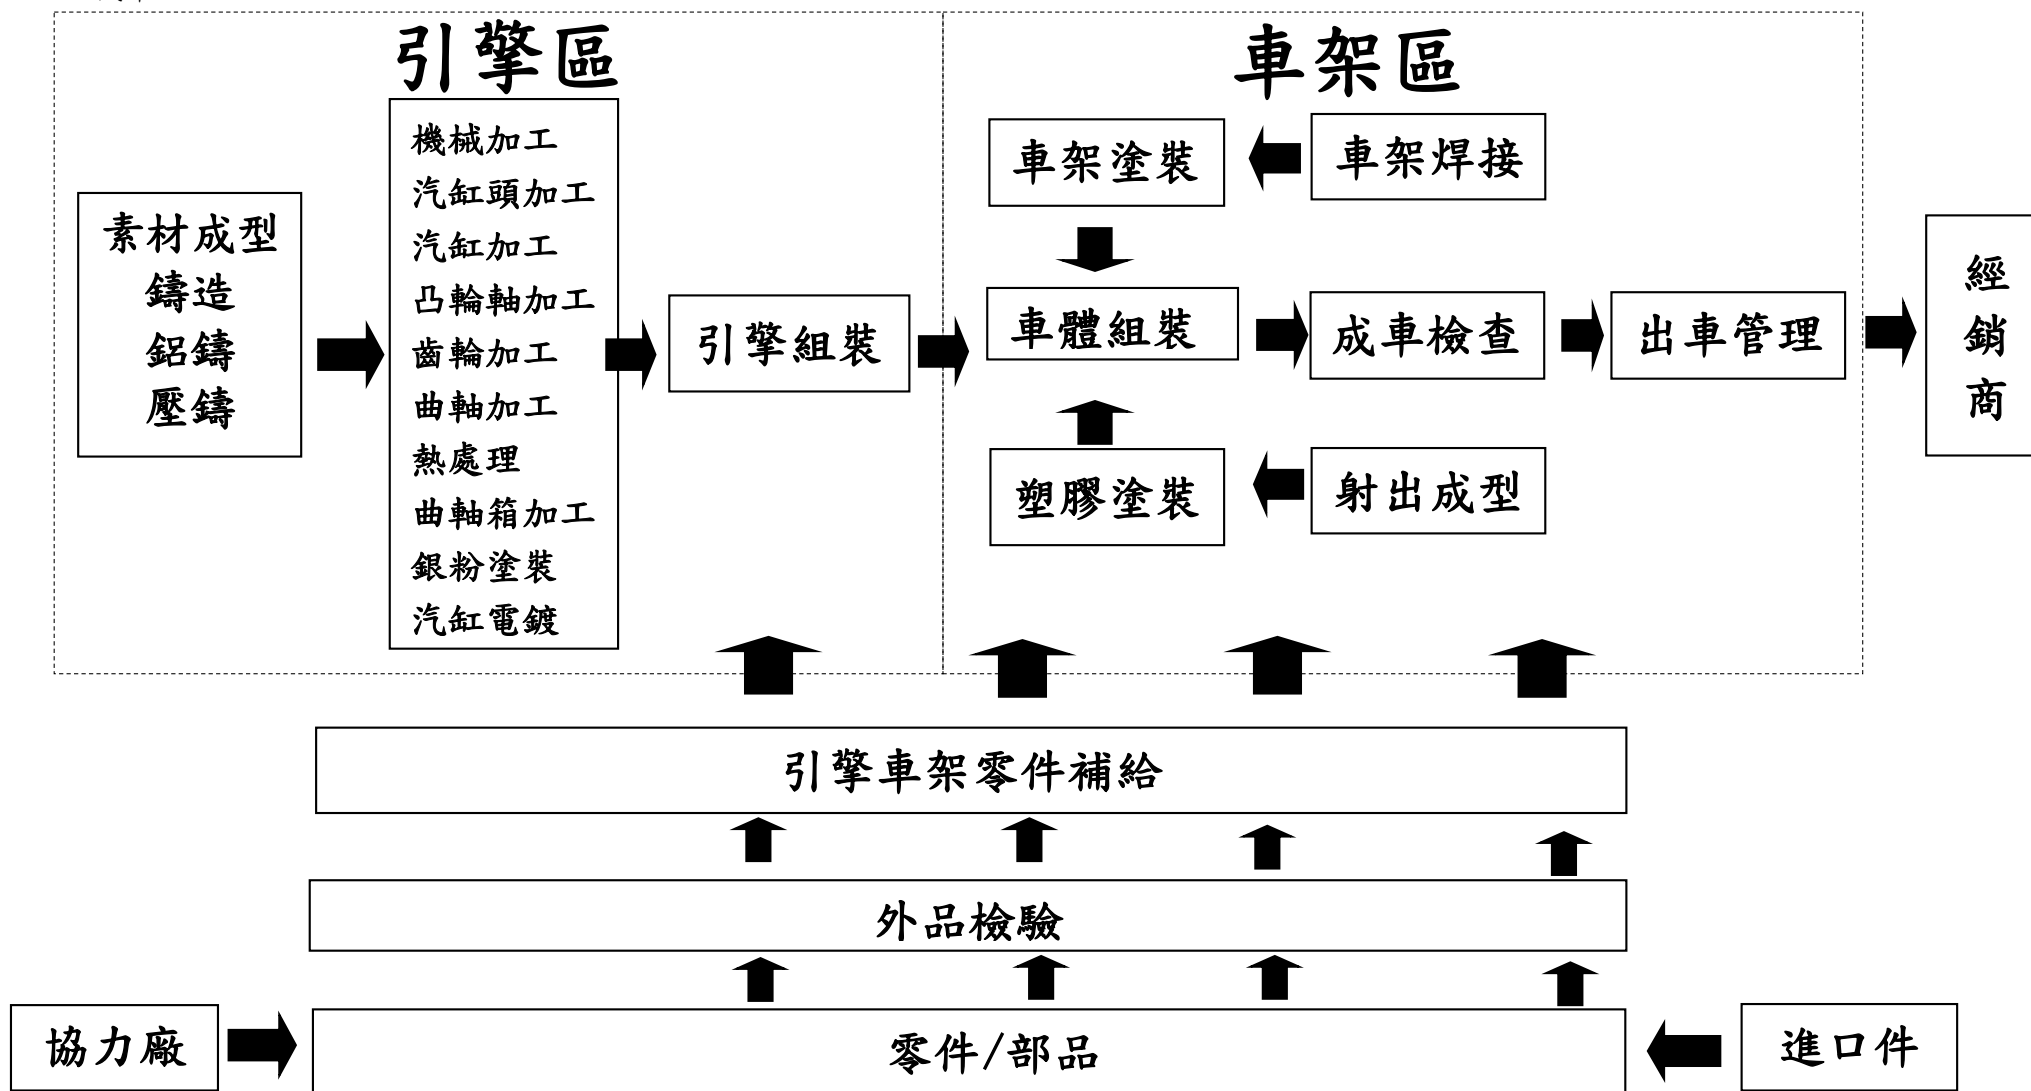 引擎區
車架區
素材成型
鑄造
鋁鑄
壓鑄
機械加工
汽缸頭加工
汽缸加工
凸輪軸加工
齒輪加工
曲軸加工
熱處理
曲軸箱加工
銀粉塗裝
汽缸電鍍
引擎組裝
車架塗裝
車架焊接
車體組裝
成車檢查
出車管理
塑膠塗裝
射出成型
經
銷
商
引擎車架零件補給
外品檢驗
協力廠
零件/部品
進口件